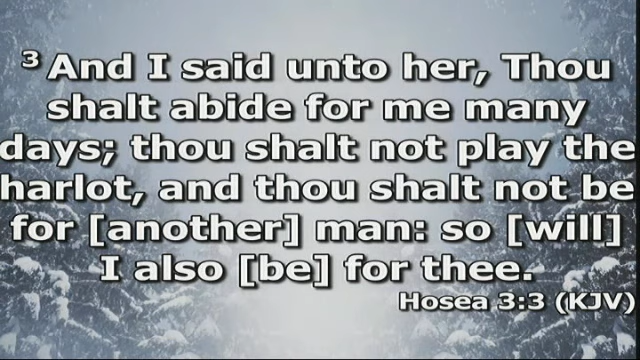 3 And I said unto her, Thou
shalt abide for me many
days; thou shalt not play the
harlot, and thou shalt not be
for [another] man: so [will]
I also [be] for thee.
Hosea 3:3 (KJV)